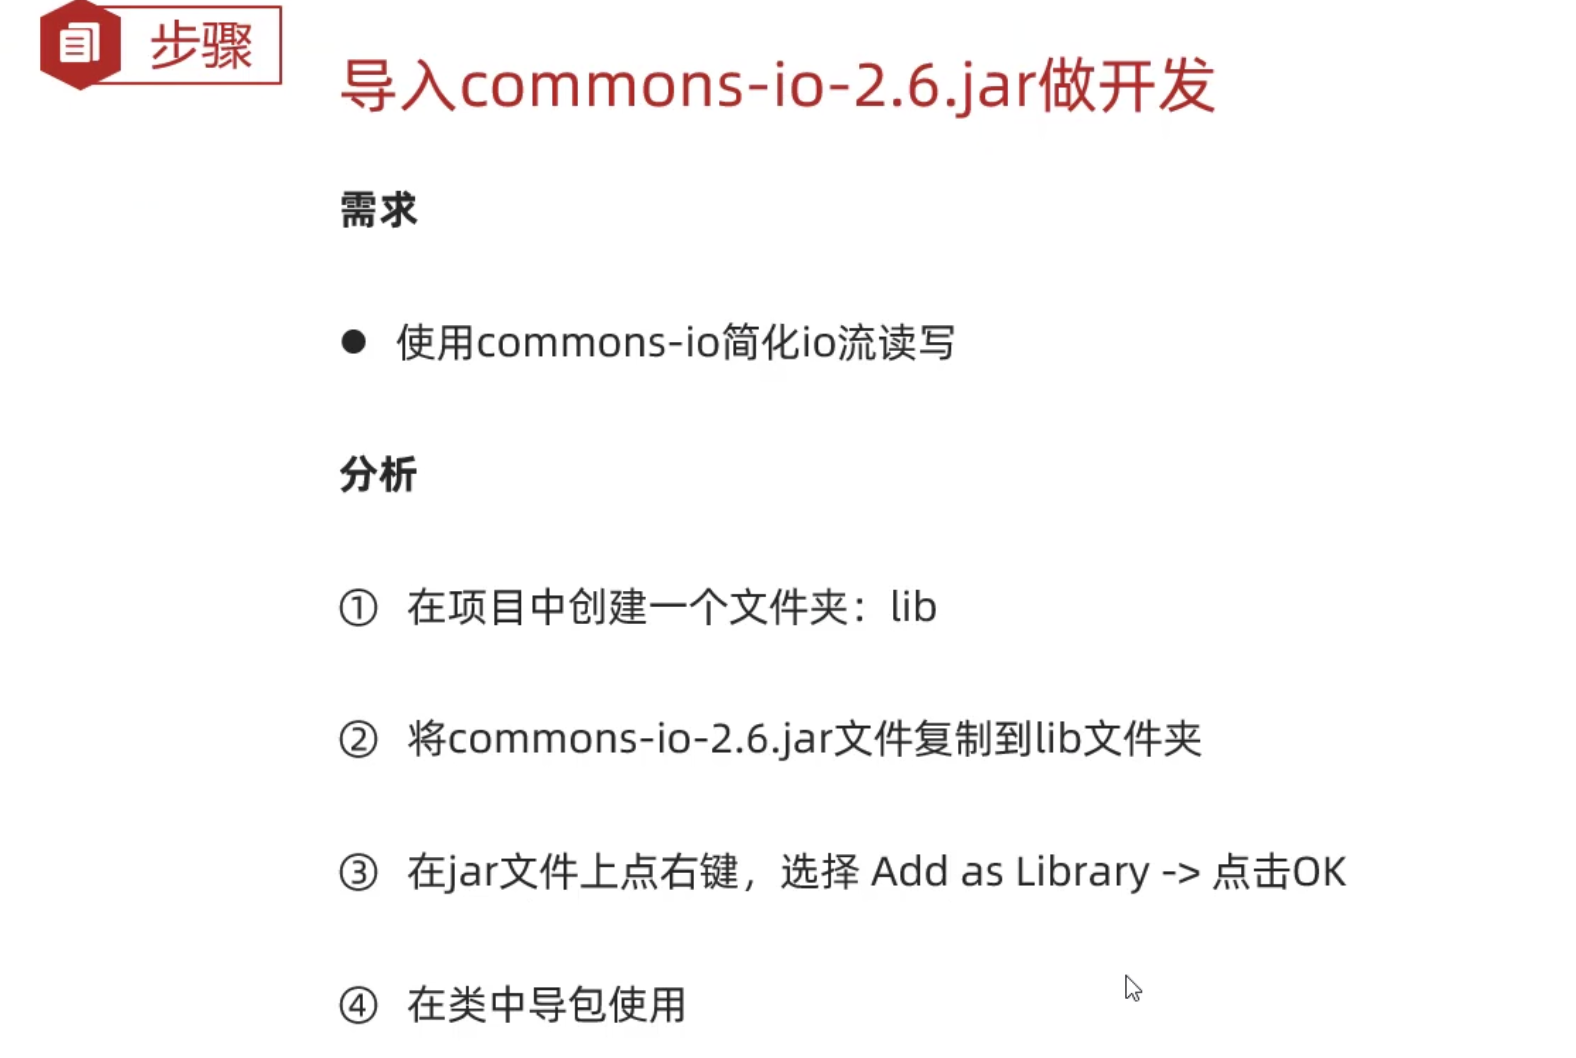 步骤
导入commons-io-2.6.jar做开发
需求
● 使用commons-io简化io流读写
分析
① 在项目中创建一个文件夹：lib
② 将commons-io-2.6.jar文件复制到lib文件夹
③ 在jar文件上点右键，选择 Add as Library -> 点击OK
④ 在类中导包使用